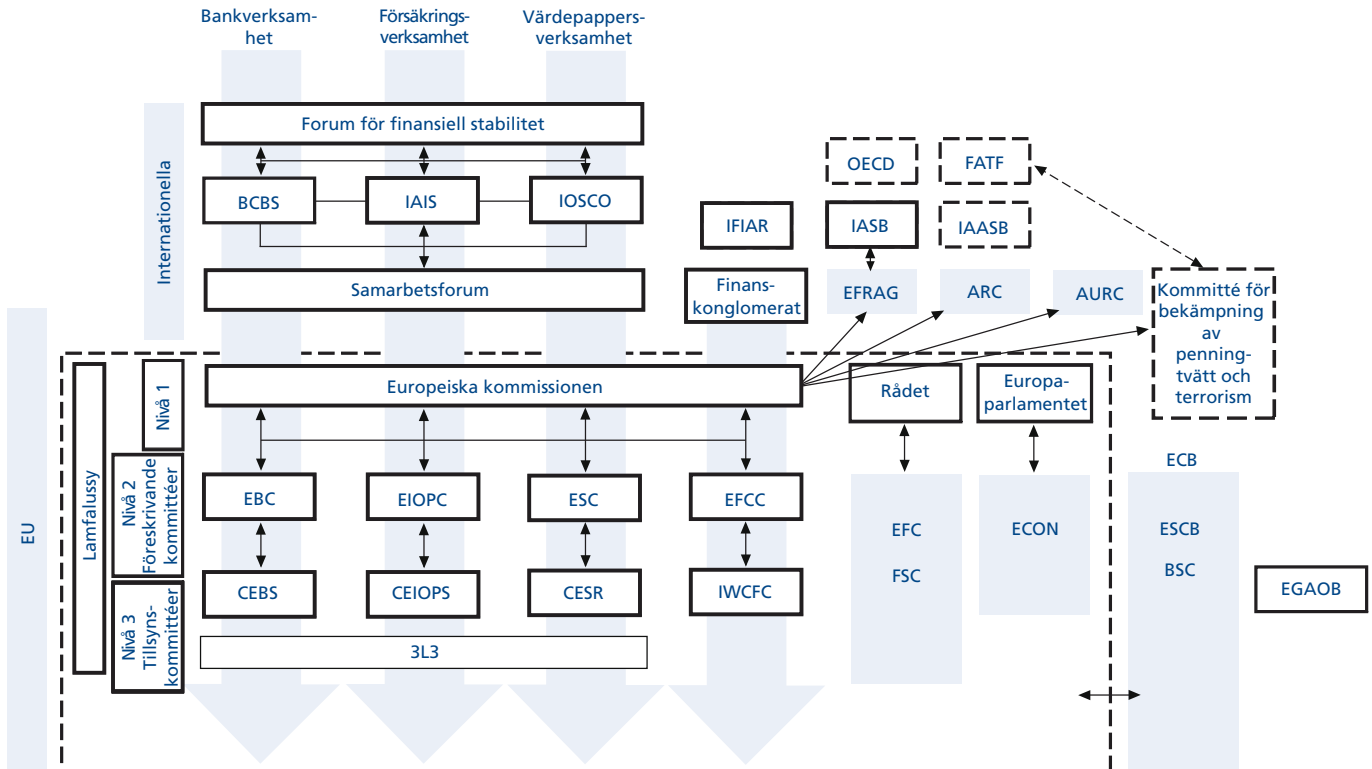 Bankverksam-
het
Försäkrings-
verksamhet
Värdepappers-
verksamhet
Internationella
Forum för finansiell stabilitet
BCBS
IAIS
IOSCO
Samarbetsforum
OECD
FATF
IFIAR
IASB
IAASB
Finans-
konglomerat
EFRAG
ARC
AURC
Kommitté för
bekämpning
av
penning-
tvätt och
terrorism
EU
Lamfalussy
Nivå 1
Europeiska kommissionen
Rådet
Europa-
parlamentet
Nivå 2
Föreskrivande
kommittéer
EBC
EIOPC
ESC
EFCC
EFC
FSC
ECON
ECB
ESCB
BSC
EGAOB
Nivå 3
Tillsyns-
kommittéer
CEBS
CEIOPS
CESR
IWCFC
3L3